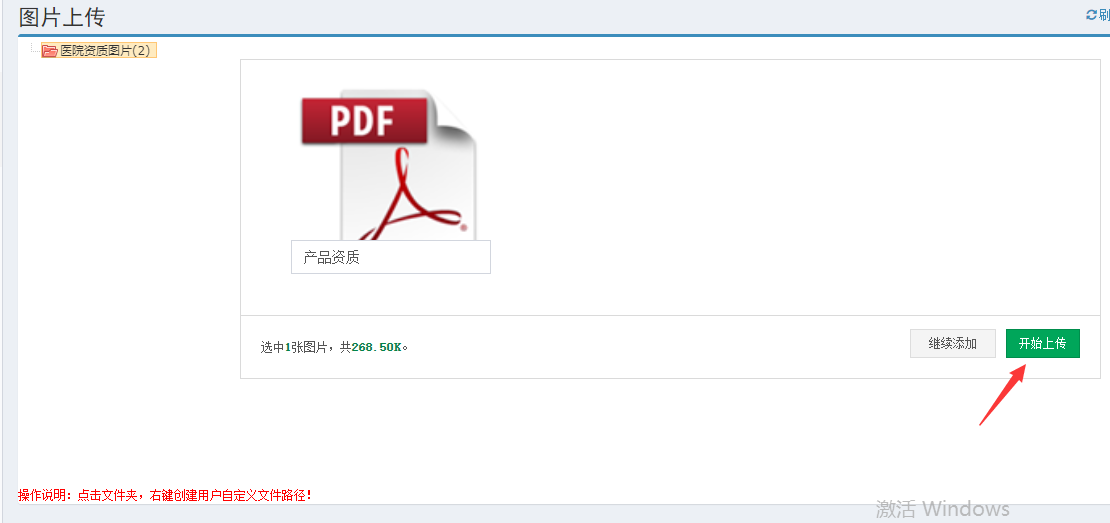 图片上传
刷
医院资质图片(2)
PDF
产品资质
选中1张图片，共268.50K。
继续添加
开始上传
操作说明：点击文件夹，右键创建用户自定义文件路径！
激活 Windows